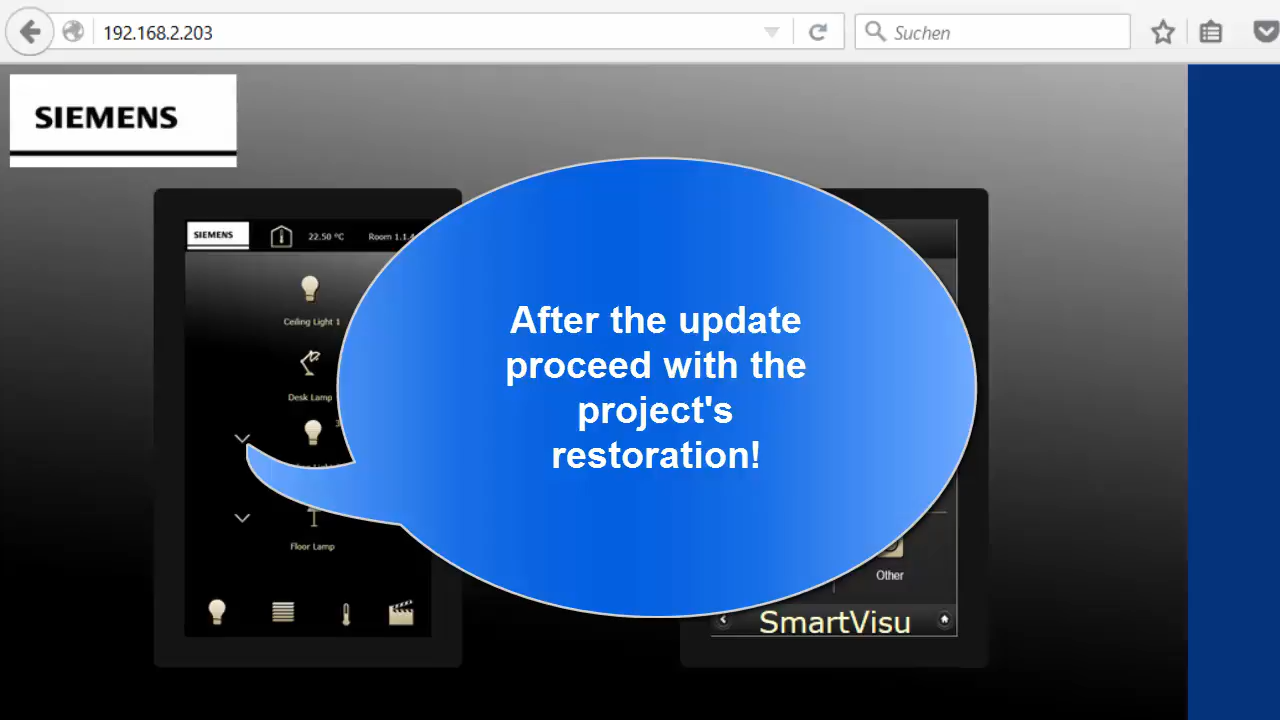 192.168.2.203
Suchen
SIEMENS
SIEMENS
22.50 °C
Room 1.1.4
Ceiling Light 1
Desk Lamp
After the update
proceed with the
project's
restoration!
Floor Lamp
Other
SmartVisu